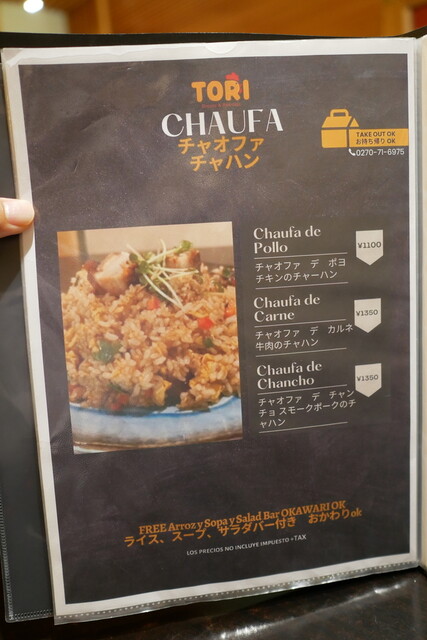 TORI
CHAUFA
チャオファ
チャハン
TAKE OUT OK
お持ち帰り OK
0270-71-6975
Chaufa de
Pollo
¥1100
チャオファ デ ポヨ
チキンのチャーハン
Chaufa de
Carne
¥1350
チャオファ デ カルネ
牛肉のチャハン
Chaufa de
Chancho
¥1350
チャオファ デ チャン
チョ スモークポークのチ
ャハン
FREE Arroz y Sopa y Salad Bar OKAWARI OK
ライス、スープ、サラダバー付き おかわりok
LOS PRECIOS NO INCLUYE IMPUESTO +TAX